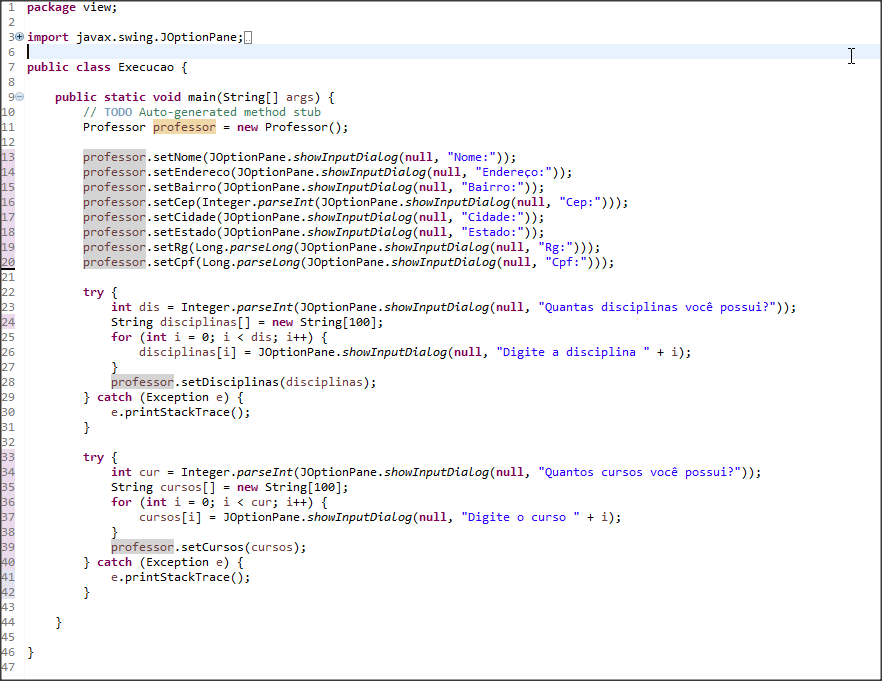 1 package view;
2
3 import javax.swing.JOptionPane;
6
7 public class Execucao {
8
9     public static void main(String[] args) {
10         // TODO Auto-generated method stub
11         Professor professor = new Professor();
12
13         professor.setNome(JOptionPane.showInputDialog(null, "Nome:"));
14         professor.setEndereco(JOptionPane.showInputDialog(null, "Endereço:"));
15         professor.setBairro(JOptionPane.showInputDialog(null, "Bairro:"));
16         professor.setCep(Integer.parseInt(JOptionPane.showInputDialog(null, "Cep:")));
17         professor.setCidade(JOptionPane.showInputDialog(null, "Cidade:"));
18         professor.setEstado(JOptionPane.showInputDialog(null, "Estado:"));
19         professor.setRg(Long.parseLong(JOptionPane.showInputDialog(null, "Rg:")));
20         professor.setCpf(Long.parseLong(JOptionPane.showInputDialog(null, "Cpf:")));
21
22         try {
23             int dis = Integer.parseInt(JOptionPane.showInputDialog(null, "Quantas disciplinas você possui?"));
24             String disciplinas[] = new String[100];
25             for (int i = 0; i < dis; i++) {
26                 disciplinas[i] = JOptionPane.showInputDialog(null, "Digite a disciplina " + i);
27             }
28             professor.setDisciplinas(disciplinas);
29         } catch (Exception e) {
30             e.printStackTrace();
31         }
32
33         try {
34             int cur = Integer.parseInt(JOptionPane.showInputDialog(null, "Quantos cursos você possui?"));
35             String cursos[] = new String[100];
36             for (int i = 0; i < cur; i++) {
37                 cursos[i] = JOptionPane.showInputDialog(null, "Digite o curso " + i);
38             }
39             professor.setCursos(cursos);
40         } catch (Exception e) {
41             e.printStackTrace();
42         }
43
44     }
45
46 }
47